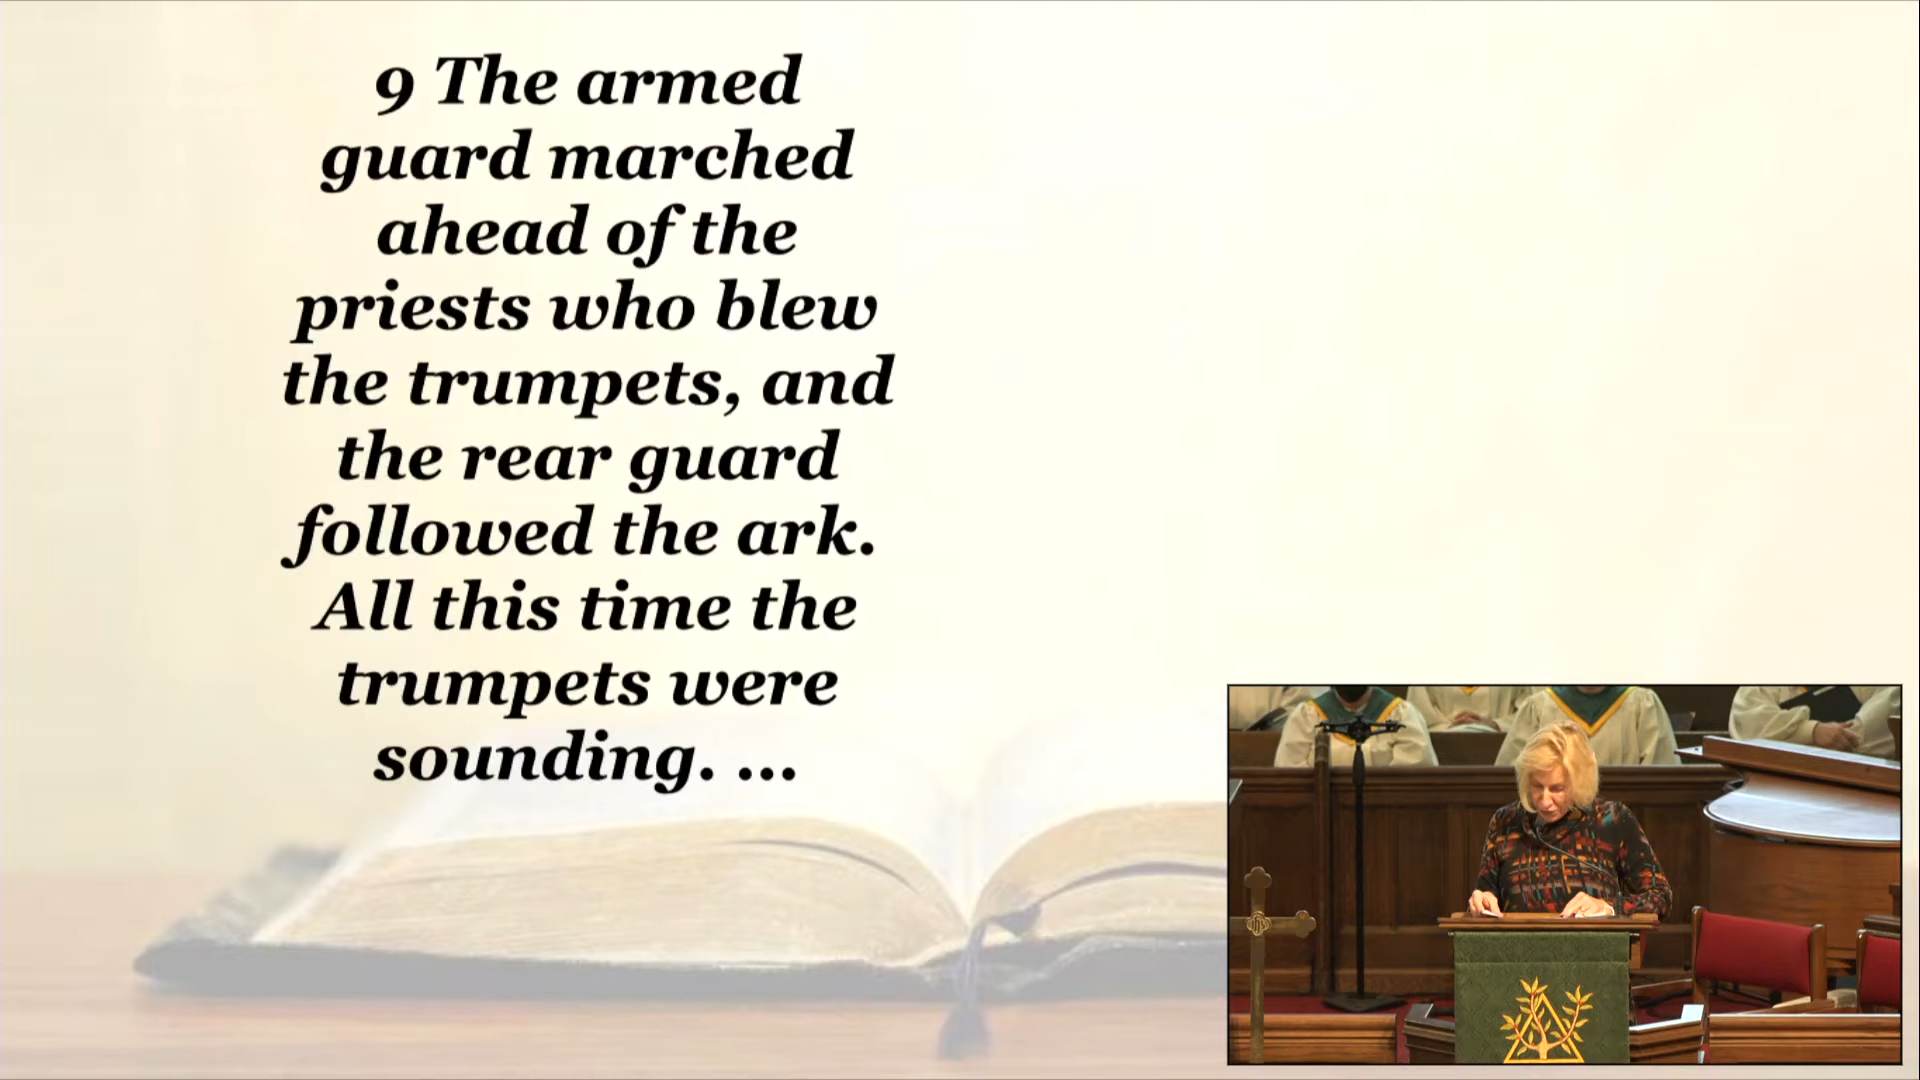 9 The armed
guard marched
ahead of the
priests who blew
the trumpets, and
the rear guard
followed the ark.
All this time the
trumpets were
sounding. ...